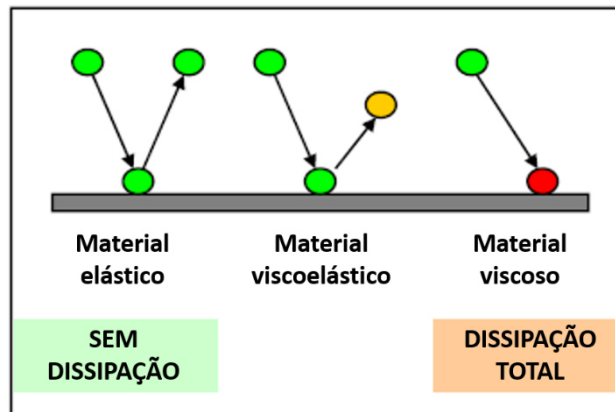 Material
elástico
Material
viscoelástico
Material
viscoso
SEM
DISSIPAÇÃO
DISSIPAÇÃO
TOTAL